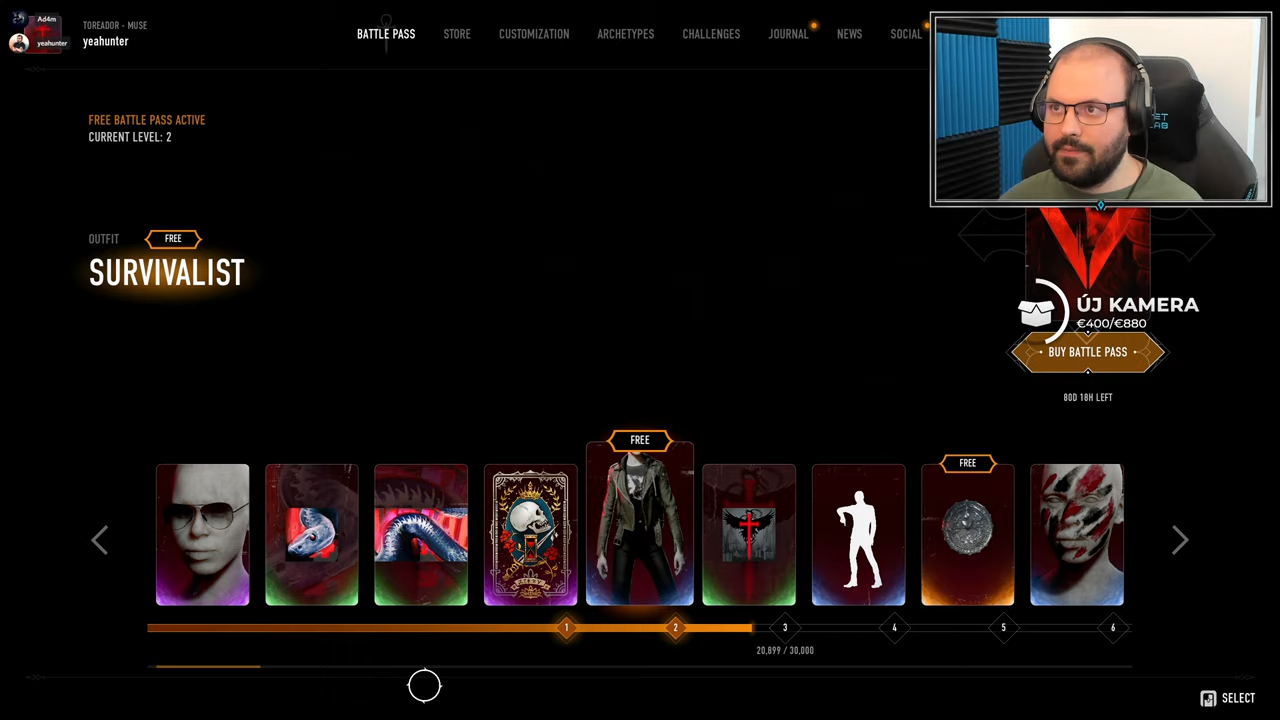 Ad4m
yeahunter
TOREADOR - MUSE
yeahunter
BATTLE PASS
STORE
CUSTOMIZATION
ARCHETYPES
CHALLENGES
JOURNAL
NEWS
SOCIAL
FREE BATTLE PASS ACTIVE
CURRENT LEVEL: 2
OUTFIT
FREE
SURVIVALIST
ÚJ KAMERA
€400/€880
BUY BATTLE PASS
80D 18H LEFT
FREE
FREE
1
2
3
4
5
6
20,899 / 30,000
SELECT